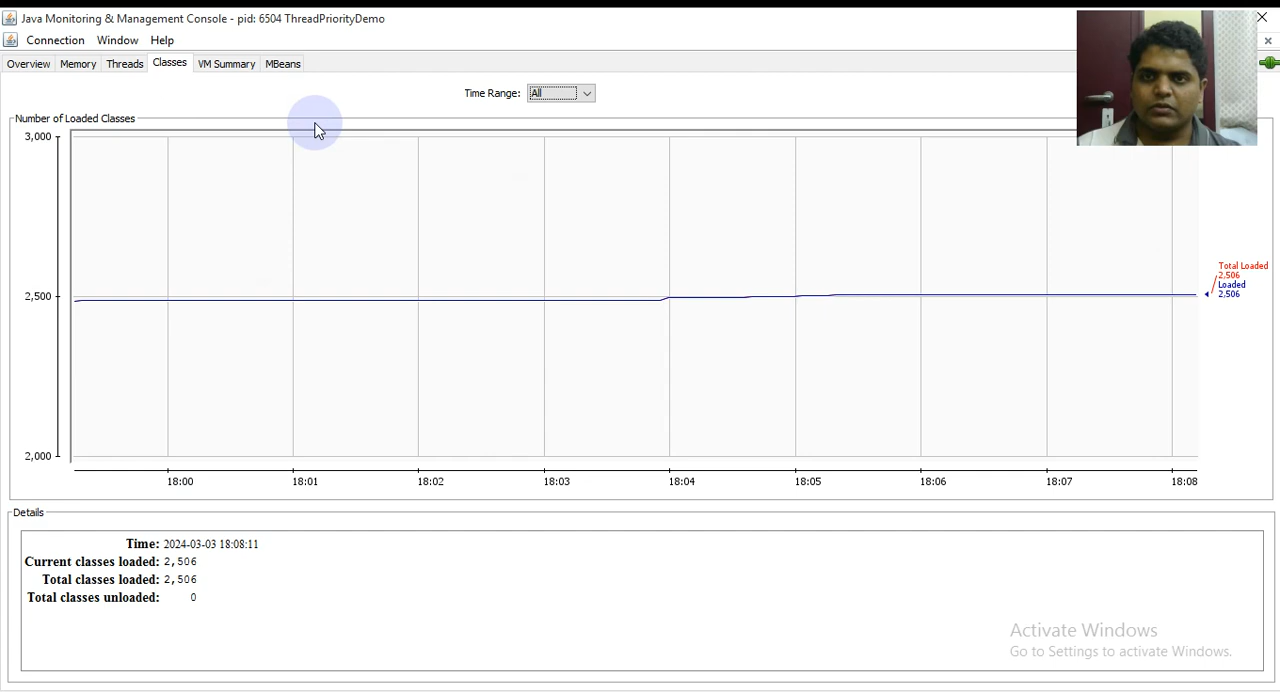 Java Monitoring & Management Console - pid: 6504 ThreadPriorityDemo
Connection Window Help
Overview Memory Threads Classes VM Summary MBeans
Time Range: All
Number of Loaded Classes
3,000
2,500
2,000
Total Loaded
2,506
Loaded
2,506
18:00 18:01 18:02 18:03 18:04 18:05 18:06 18:07 18:08
Details
Time: 2024-03-03 18:08:11
Current classes loaded: 2,506
Total classes loaded: 2,506
Total classes unloaded: 0
Activate Windows
Go to Settings to activate Windows.